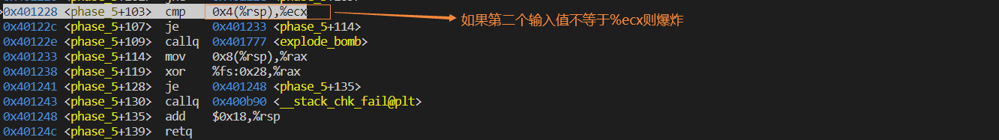 0x401228 <phase_5+103> cmp 0x4(%rsp),%ecx
如果第二个输入值不等于%ecx则爆炸
0x40122c <phase_5+107> je 0x401233 <phase_5+114>
0x40122e <phase_5+109> callq 0x401777 <explode_bomb>
0x401233 <phase_5+114> mov 0x8(%rsp),%rax
0x401238 <phase_5+119> xor %fs:0x28,%rax
0x401241 <phase_5+128> je 0x401248 <phase_5+135>
0x401243 <phase_5+130> callq 0x400b90 <__stack_chk_fail@plt>
0x401248 <phase_5+135> add $0x18,%rsp
0x40124c <phase_5+139> retq